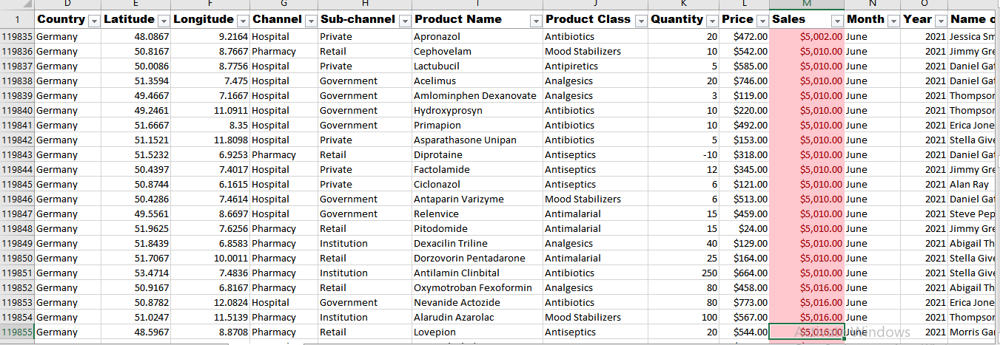 D E F G H I J K L M N O
1 Country Latitude Longitude Channel Sub-channel Product Name Product Class Quantity Price Sales Month Year Name o
119835 Germany 48.0867 9.2164 Hospital Private Apronazol Antibiotics 20 $472.00 $5,002.00 June 2021 Jessica Sm
119836 Germany 50.8167 8.7667 Pharmacy Retail Cephovelam Mood Stabilizers 10 $542.00 $5,010.00 June 2021 Jimmy Gre
119837 Germany 50.0086 8.7756 Hospital Private Lactubucil Antipiretics 5 $585.00 $5,010.00 June 2021 Daniel Gat
119838 Germany 51.3594 7.475 Hospital Government Acelimus Analgesics 20 $746.00 $5,010.00 June 2021 Daniel Gat
119839 Germany 49.4667 7.1667 Hospital Government Amlominphen Dexanovate Analgesics 3 $119.00 $5,010.00 June 2021 Thompson
119840 Germany 49.2461 11.0911 Hospital Government Hydroxyprosyn Antibiotics 10 $220.00 $5,010.00 June 2021 Thompson
119841 Germany 51.6667 8.35 Hospital Government Primapion Antibiotics 10 $492.00 $5,010.00 June 2021 Erica Jone
119842 Germany 51.1521 11.8098 Hospital Private Asparathasone Unipan Antibiotics 5 $153.00 $5,010.00 June 2021 Stella Give
119843 Germany 51.5232 6.9253 Pharmacy Retail Diprotaine Antiseptics -10 $318.00 $5,010.00 June 2021 Daniel Gat
119844 Germany 50.4397 7.4017 Hospital Private Factolamide Antiseptics 12 $345.00 $5,010.00 June 2021 Jimmy Gre
119845 Germany 50.8744 6.1615 Hospital Private Ciclonazol Antiseptics 6 $121.00 $5,010.00 June 2021 Alan Ray
119846 Germany 50.4286 7.4614 Hospital Government Antaparin Varizyme Mood Stabilizers 6 $513.00 $5,010.00 June 2021 Daniel Gat
119847 Germany 49.5561 8.6697 Hospital Government Relenvice Antimalarial 15 $459.00 $5,010.00 June 2021 Steve Pep
119848 Germany 51.9625 7.6256 Pharmacy Retail Pitodomide Antimalarial 15 $24.00 $5,010.00 June 2021 Jimmy Gre
119849 Germany 51.8439 6.8583 Pharmacy Institution Dexacilin Triline Analgesics 40 $129.00 $5,010.00 June 2021 Abigail Th
119850 Germany 51.7067 10.0011 Pharmacy Retail Dorzovorin Pentadarone Antimalarial 25 $164.00 $5,010.00 June 2021 Stella Give
119851 Germany 53.4714 7.4836 Pharmacy Institution Antilamin Clinbital Antibiotics 250 $664.00 $5,010.00 June 2021 Stella Give
119852 Germany 50.9167 6.8167 Pharmacy Retail Oxymotroban Fexoformin Analgesics 80 $458.00 $5,016.00 June 2021 Abigail Th
119853 Germany 50.8782 12.0824 Hospital Government Nevanide Actozide Antibiotics 80 $773.00 $5,016.00 June 2021 Erica Jone
119854 Germany 51.0247 11.5139 Pharmacy Institution Alarudin Azarolac Mood Stabilizers 100 $567.00 $5,016.00 June 2021 Thompson
119855 Germany 48.5967 8.8708 Pharmacy Retail Lovepion Antiseptics 20 $544.00 $5,016.00 June 2021 Morris Gar
Windows